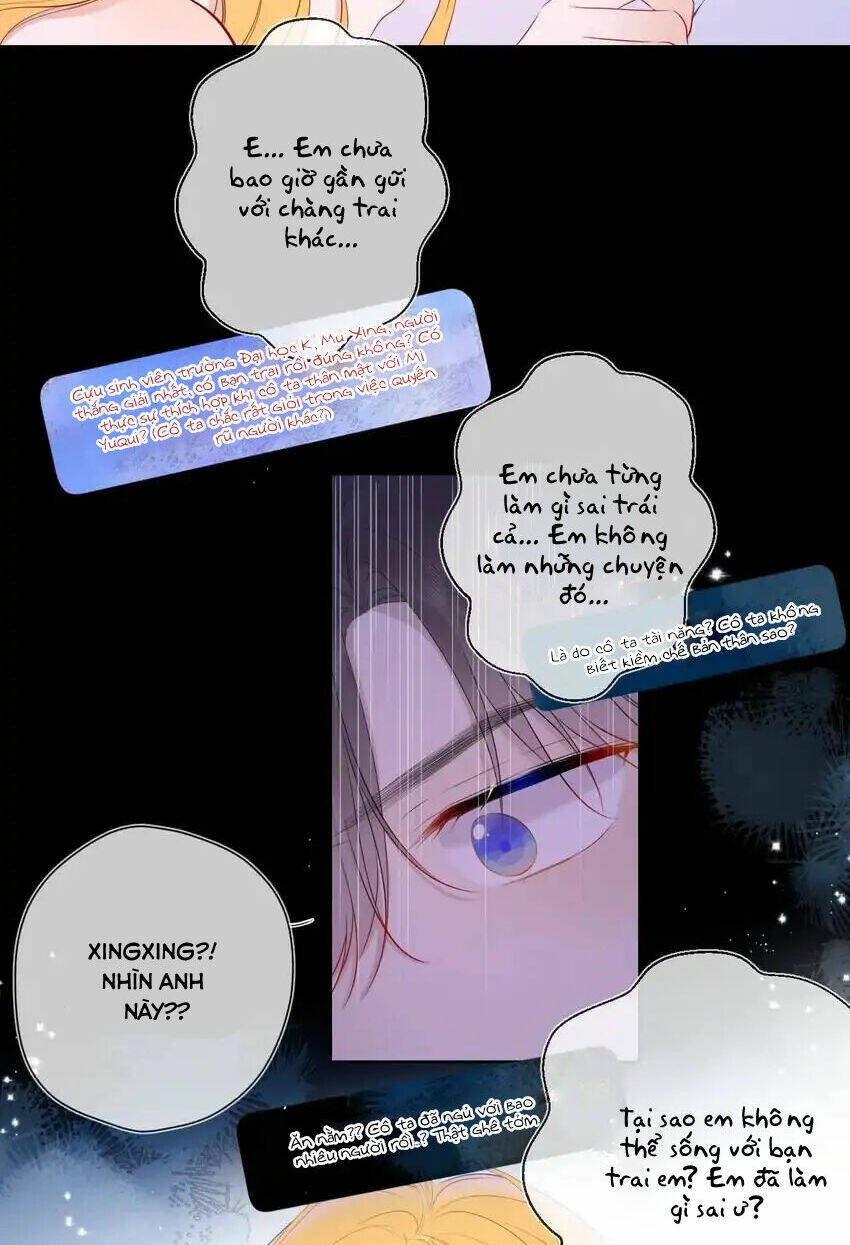 E... Em chưa
bao giờ gần gũi
với chàng trai
khác...
Cựu sinh viên trường Đại học K, Mu Xing, người
thắng giải nhất, có bạn trai rồi đúng không? Có
thực sự thích hợp khi cô ta thân mật với Mi
Yuqui? (Cô ta chắc rất giỏi trong việc quyến
rũ người khác?)
Em chưa từng
làm gì sai trái
cả... Em không
làm những chuyện
đó...
Là do cô ta tài năng? Cô ta không
biết kiềm chế bản thân sao?
XINGXING?!
NHÌN ANH
NÀY??
Ăn nằm?? Cô ta đã ngủ với bao
nhiêu người rồi..? Thật ghê tởm
Tại sao em không
thể sống với bạn
trai em? Em đã làm
gì sai ư?